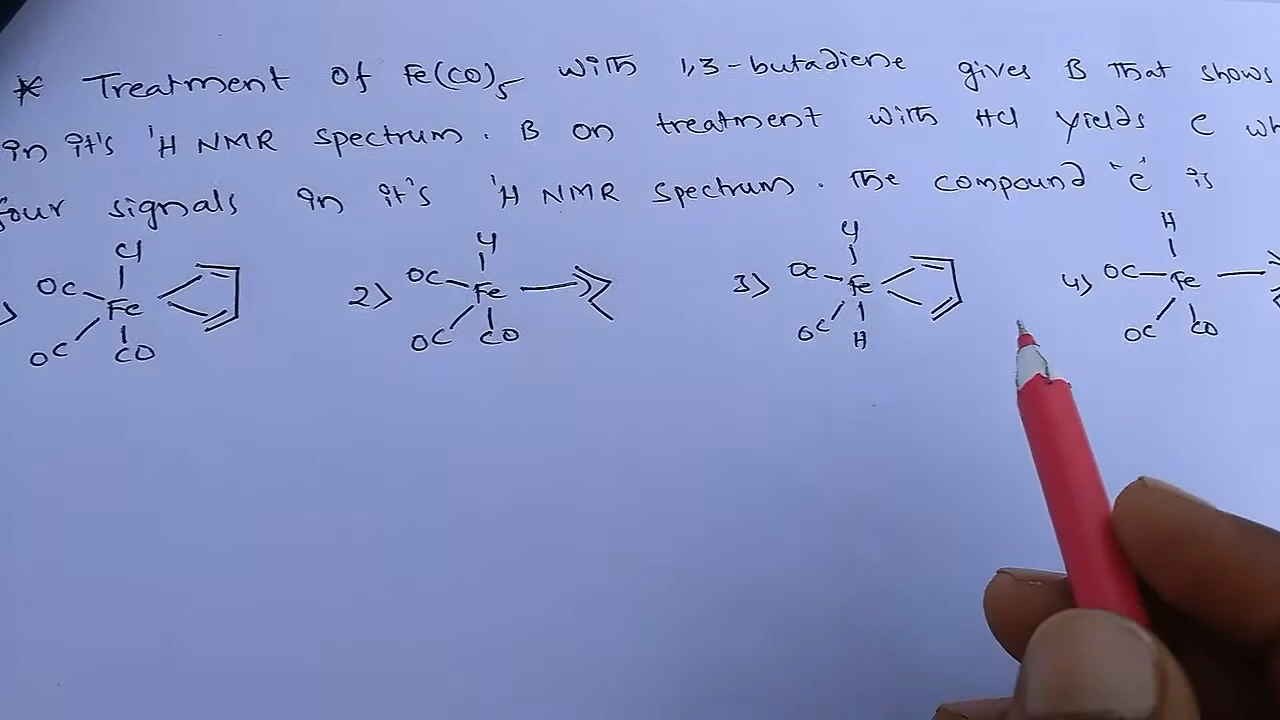 * Treatment of Fe(CO)5 with 1,3-butadiene gives B that shows
in it's 1H NMR spectrum. B on treatment with HCl yields C wh
four signals in it's 1H NMR spectrum. The compound "C" is
Cl OC Fe OC CO
2) Cl OC Fe OC CO
3) Cl OC Fe OC H
4) H OC Fe OC CO